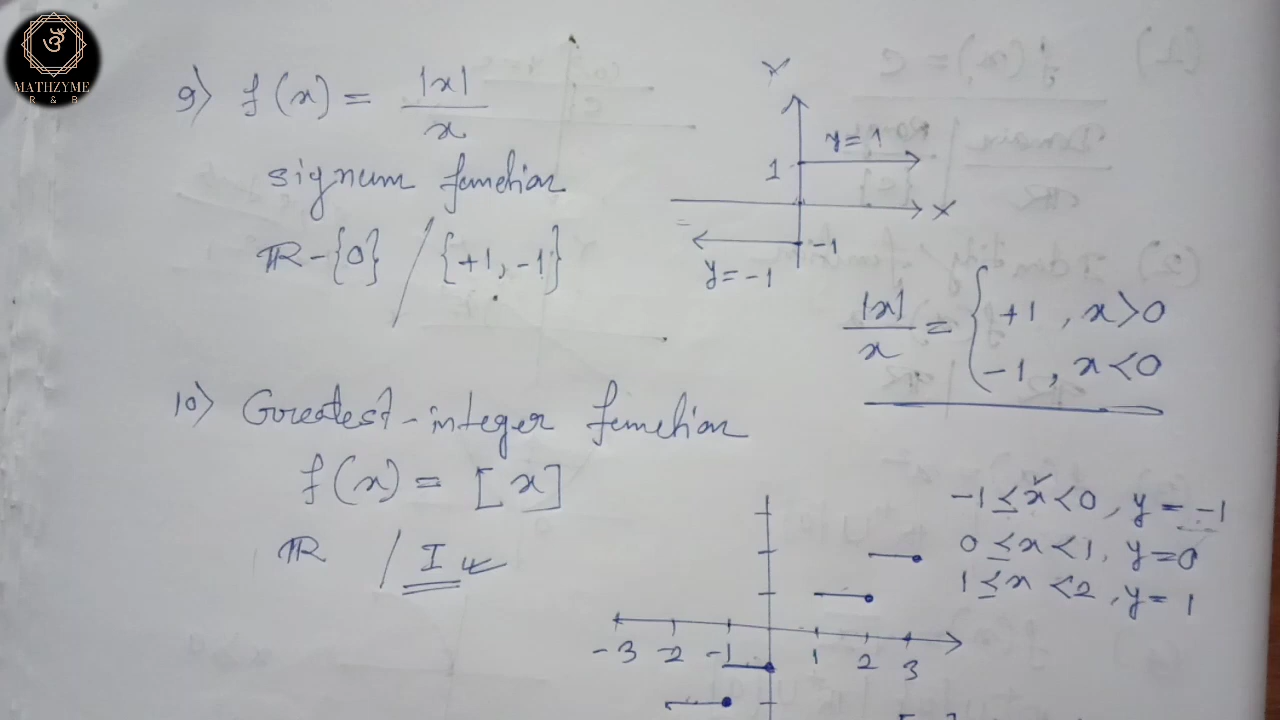 ॐ
MATHZYME
R & B
9) f(x) = |x|/x
signum function
R-{0} / {+1, -1}
Y
y = 1
1
X
-1
y = -1
|x|/x = { +1 , x>0
-1 , x<0
10) Greatest-integer function
f(x) = [x]
R / I
-1 ≤ x < 0, y = -1
0 ≤ x < 1, y = 0
1 ≤ x < 2, y = 1
-3 -2 -1 1 2 3